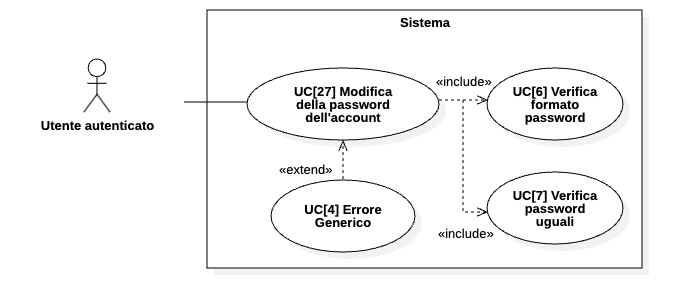 Sistema
Utente autenticato
UC[27] Modifica
della password
dell'account
«include»
UC[6] Verifica
formato
password
«extend»
UC[4] Errore
Generico
UC[7] Verifica
password
uguali
«include»